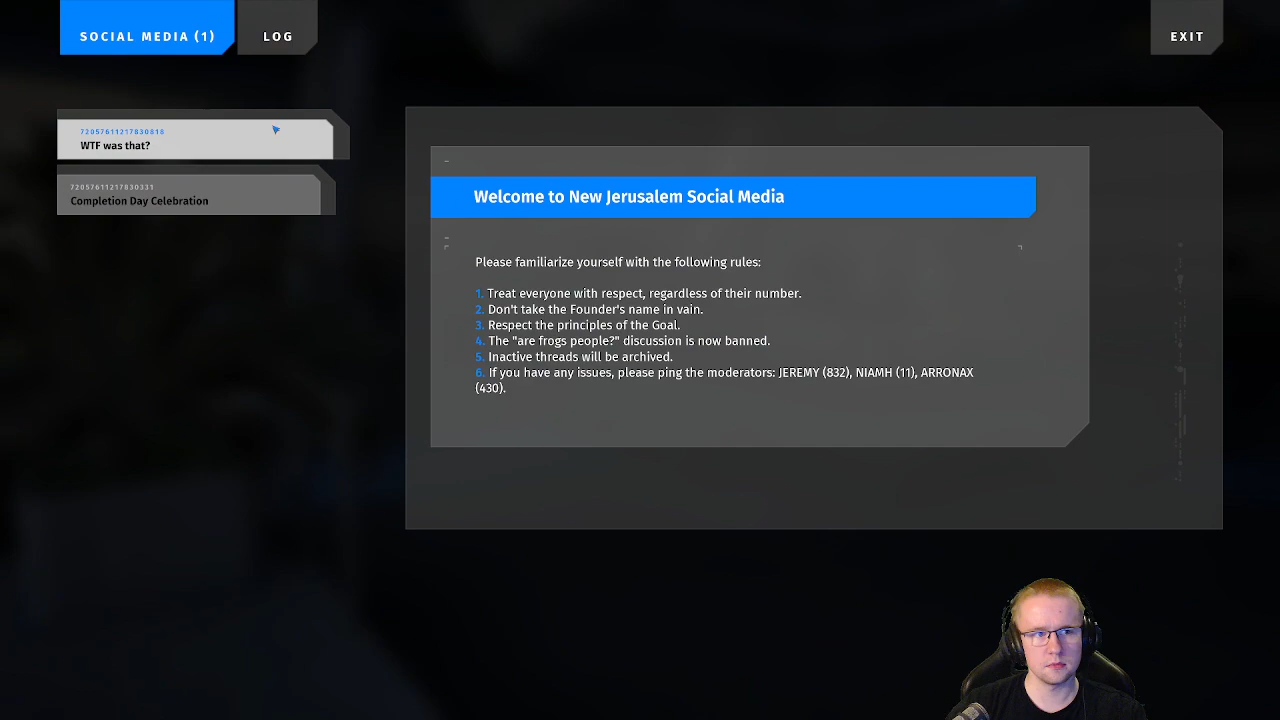 SOCIAL MEDIA (1)
LOG
EXIT
72057611217830818
WTF was that?
72057611217830331
Completion Day Celebration
Welcome to New Jerusalem Social Media
Please familiarize yourself with the following rules:
1. Treat everyone with respect, regardless of their number.
2. Don't take the Founder's name in vain.
3. Respect the principles of the Goal.
4. The "are frogs people?" discussion is now banned.
5. Inactive threads will be archived.
6. If you have any issues, please ping the moderators: JEREMY (832), NIAMH (11), ARRONAX
(430).